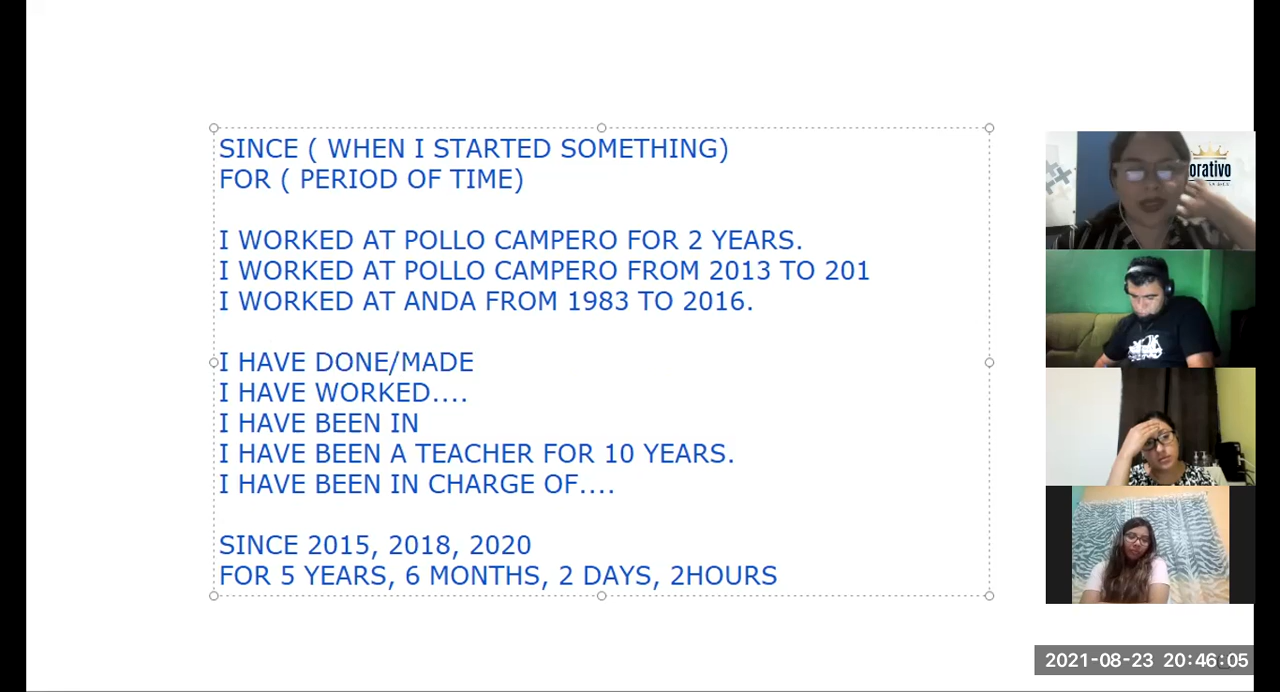 SINCE ( WHEN I STARTED SOMETHING)
FOR ( PERIOD OF TIME)
I WORKED AT POLLO CAMPERO FOR 2 YEARS.
I WORKED AT POLLO CAMPERO FROM 2013 TO 201
I WORKED AT ANDA FROM 1983 TO 2016.
I HAVE DONE/MADE
I HAVE WORKED....
I HAVE BEEN IN
I HAVE BEEN A TEACHER FOR 10 YEARS.
I HAVE BEEN IN CHARGE OF....
SINCE 2015, 2018, 2020
FOR 5 YEARS, 6 MONTHS, 2 DAYS, 2HOURS
orativo
2021-08-23 20:46:05